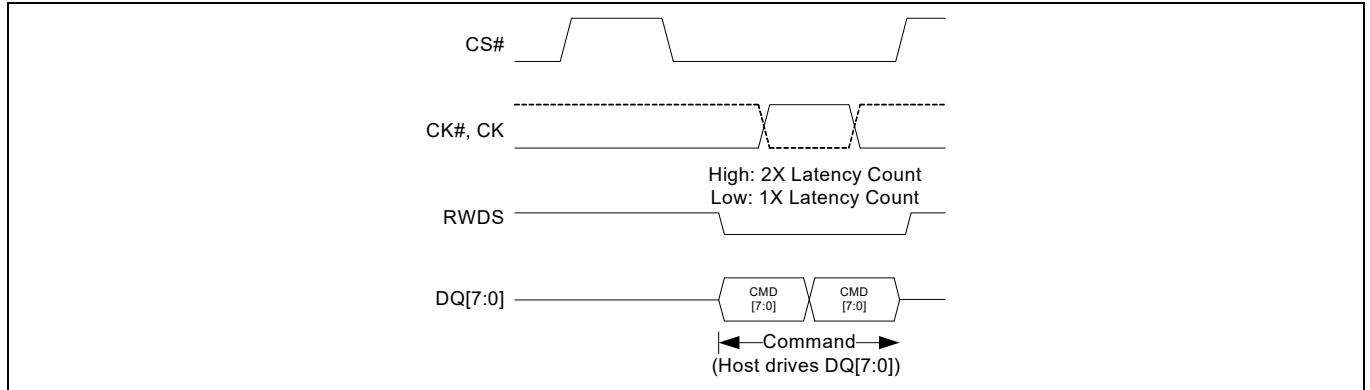 CS#
CK#, CK
High: 2X Latency Count
Low: 1X Latency Count
RWDS
DQ[7:0]
CMD
[7:0]
CMD
[7:0]
Command
(Host drives DQ[7:0])